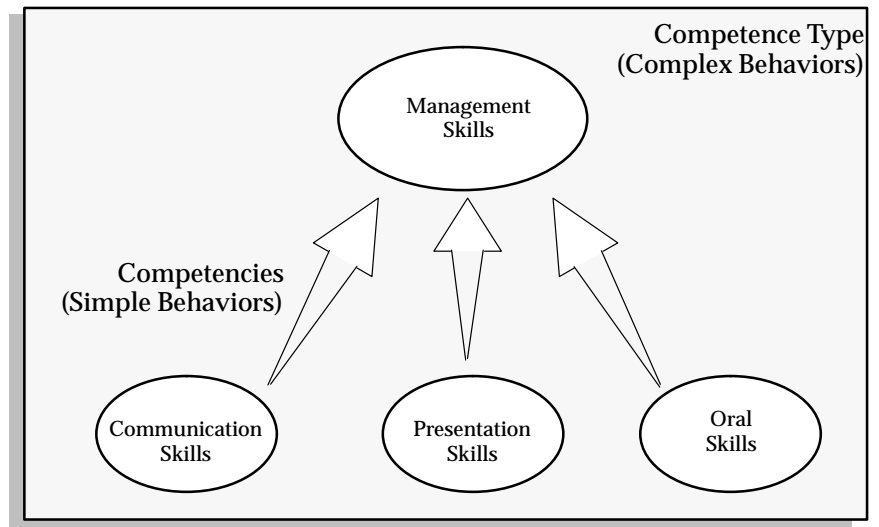 Competence Type
(Complex Behaviors)
Management
Skills
Competencies
(Simple Behaviors)
Communication
Skills
Presentation
Skills
Oral
Skills